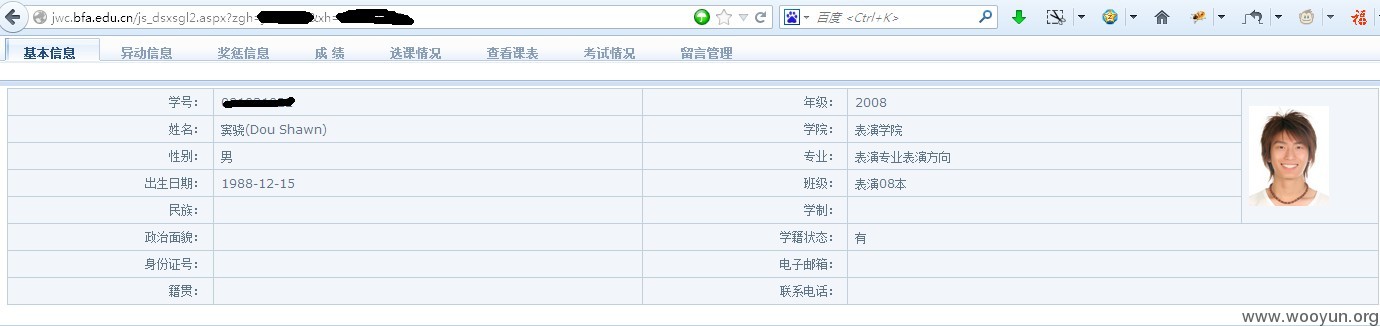 jwc.bfa.edu.cn/js_dsxsgl2.aspx?zgh= xh=
百度 <Ctrl+K>
福
基本信息 异动信息 奖惩信息 成 绩 选课情况 查看课表 考试情况 留言管理
学号： 年级： 2008
姓名： 窦骁(Dou Shawn) 学院： 表演学院
性别： 男 专业： 表演专业表演方向
出生日期： 1988-12-15 班级： 表演08本
民族： 学制：
政治面貌： 学籍状态： 有
身份证号： 电子邮箱：
籍贯： 联系电话：
www.wooyun.org